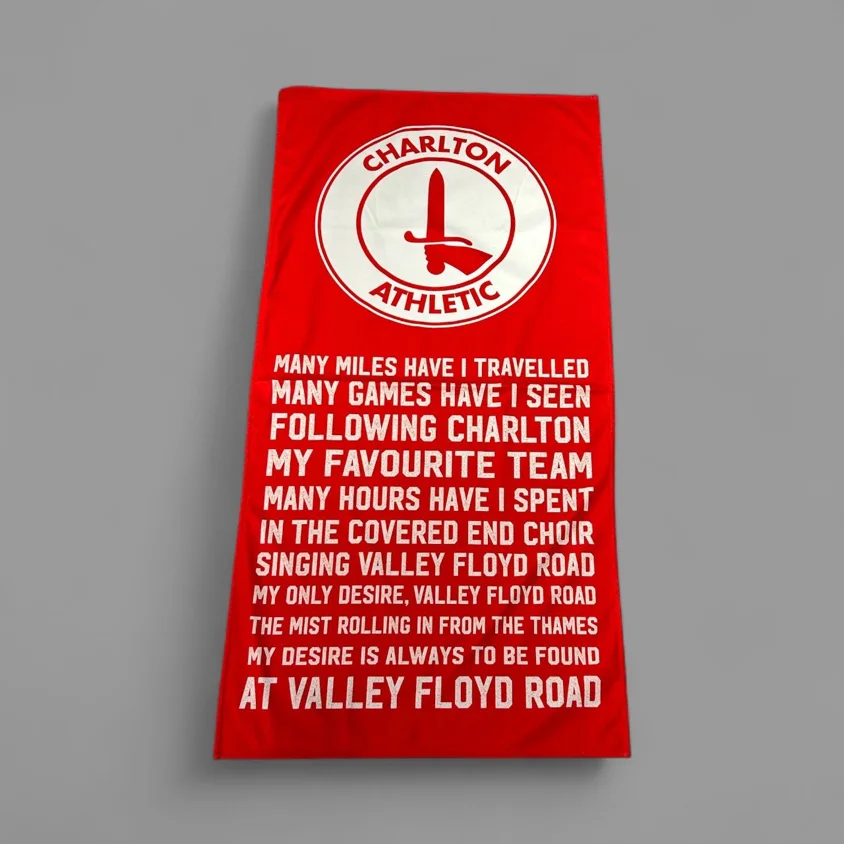 CHARLTON
ATHLETIC
MANY MILES HAVE I TRAVELLED
MANY GAMES HAVE I SEEN
FOLLOWING CHARLTON
MY FAVOURITE TEAM
MANY HOURS HAVE I SPENT
IN THE COVERED END CHOIR
SINGING VALLEY FLOYD ROAD
MY ONLY DESIRE, VALLEY FLOYD ROAD
THE MIST ROLLING IN FROM THE THAMES
MY DESIRE IS ALWAYS TO BE FOUND
AT VALLEY FLOYD ROAD